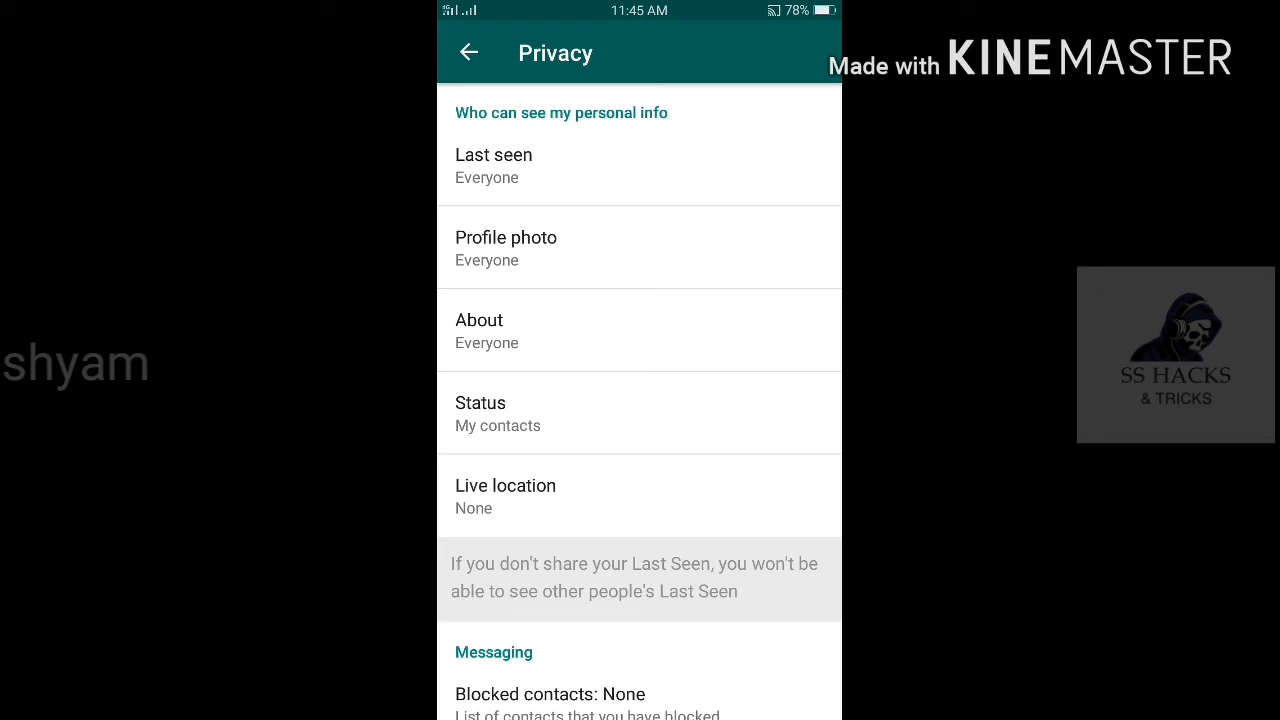 11:45 AM
78%
Privacy
Made with KINEMASTER
Who can see my personal info
Last seen
Everyone
Profile photo
Everyone
About
Everyone
Status
My contacts
Live location
None
If you don't share your Last Seen, you won't be
able to see other people's Last Seen
Messaging
Blocked contacts: None
List of contacts that you have blocked
shyam
SS HACKS
& TRICKS